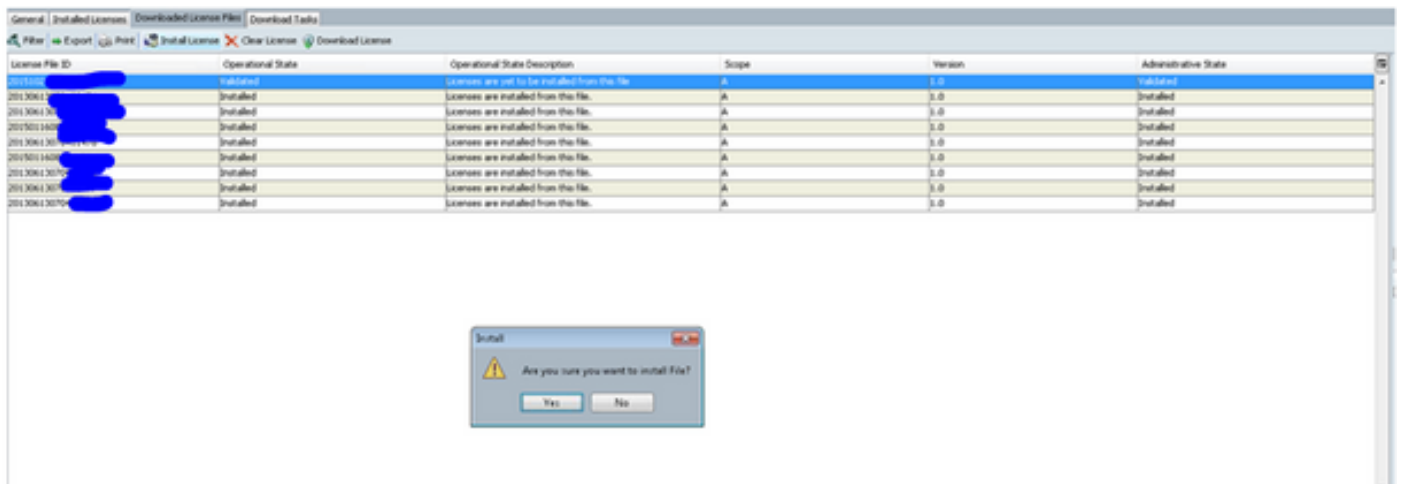 General Installed Licenses Downloaded License Files Download Tasks
Filter Export Print Install License Clear License Download License
License File ID Operational State Operational State Description Scope Version Administrative State
Validated Licenses are yet to be installed from this file A 1.0 Validated
Installed Licenses are installed from this file. A 1.0 Installed
Installed Licenses are installed from this file. A 1.0 Installed
Installed Licenses are installed from this file. A 1.0 Installed
Installed Licenses are installed from this file. A 1.0 Installed
Installed Licenses are installed from this file. A 1.0 Installed
Installed Licenses are installed from this file. A 1.0 Installed
Installed Licenses are installed from this file. A 1.0 Installed
Installed Licenses are installed from this file. A 1.0 Installed
Install
Are you sure you want to install File?
Yes No